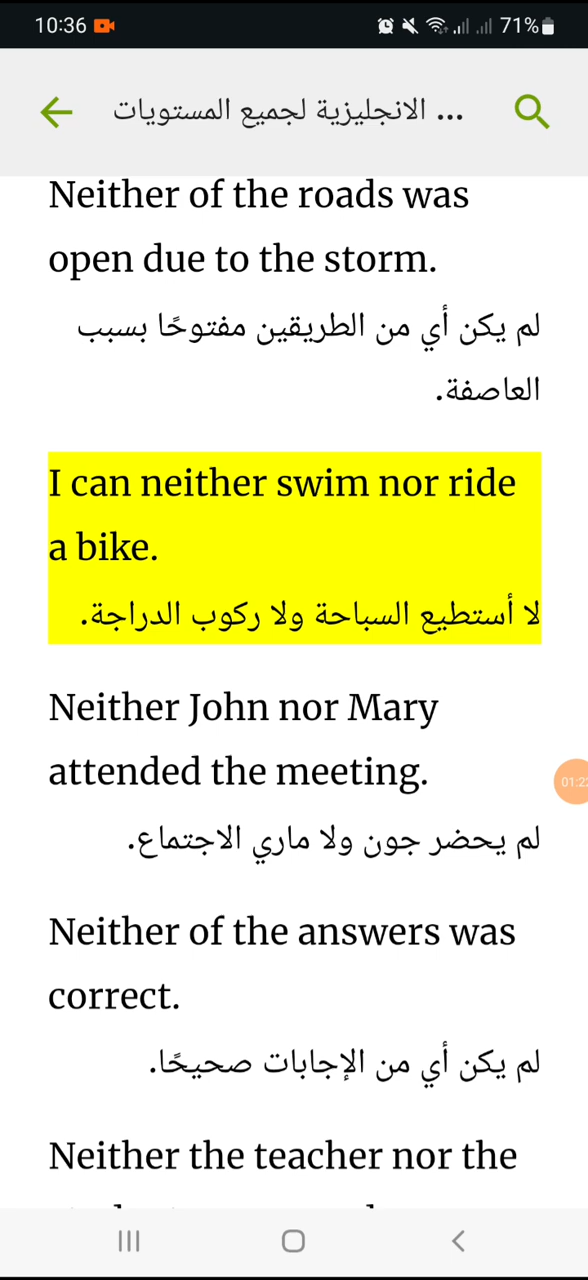 10:36
71%
الانجليزية لجميع المستويات ...
Neither of the roads was
open due to the storm.
لم يكن أي من الطريقين مفتوحًا بسبب
العاصفة.
I can neither swim nor ride
a bike.
لا أستطيع السباحة ولا ركوب الدراجة.
Neither John nor Mary
attended the meeting.
لم يحضر جون ولا ماري الاجتماع.
01:2
Neither of the answers was
correct.
لم يكن أي من الإجابات صحيحًا.
Neither the teacher nor the